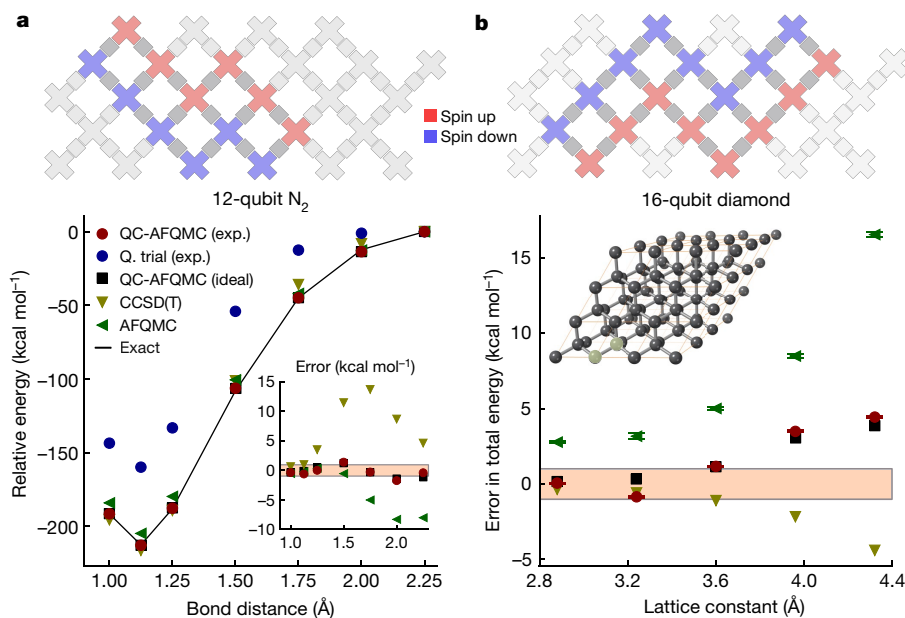 a
b
Spin up
Spin down
12-qubit N₂
16-qubit diamond
QC-AFQMC (exp.)
Q. trial (exp.)
QC-AFQMC (ideal)
CCSD(T)
AFQMC
Exact
Relative energy (kcal mol⁻¹)
0
−50
−100
−150
−200
1.00
1.25
1.50
1.75
2.00
2.25
Bond distance (Å)
Error (kcal mol⁻¹)
15
10
5
0
−5
−10
1.0
1.5
2.0
Error in total energy (kcal mol⁻¹)
15
10
5
0
−5
2.8
3.2
3.6
4.0
4.4
Lattice constant (Å)